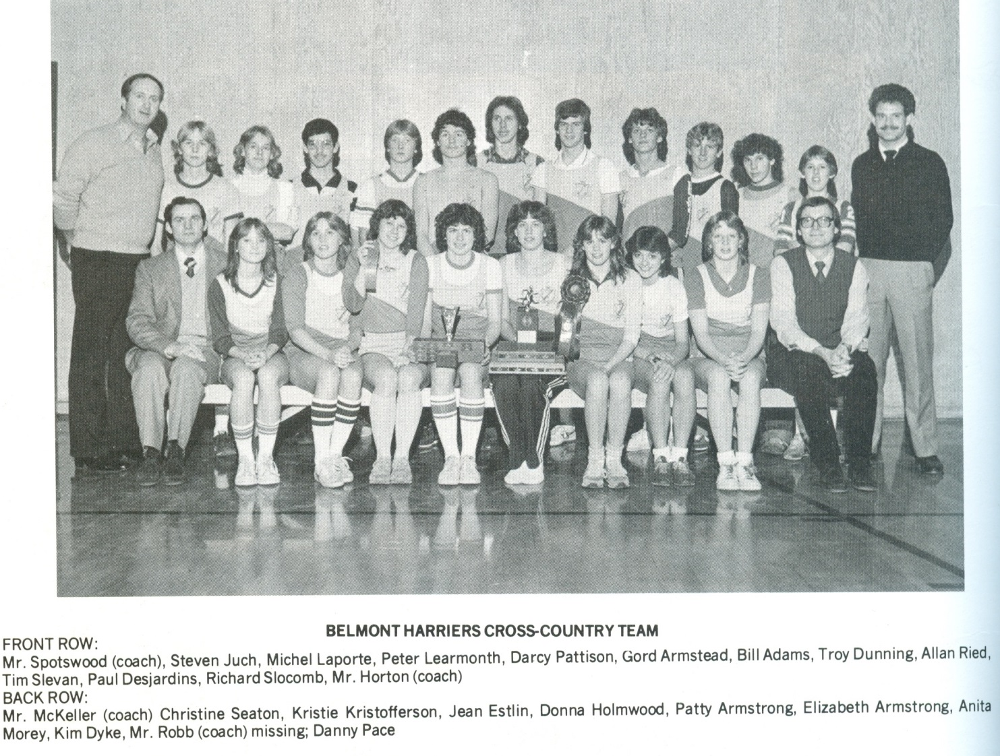 BELMONT HARRIERS CROSS-COUNTRY TEAM
FRONT ROW:
Mr. Spotswood (coach), Steven Juch, Michel Laporte, Peter Learmonth, Darcy Pattison, Gord Armstead, Bill Adams, Troy Dunning, Allan Ried,
Tim Slevan, Paul Desjardins, Richard Slocomb, Mr. Horton (coach)
BACK ROW:
Mr. McKeller (coach) Christine Seaton, Kristie Kristofferson, Jean Estlin, Donna Holmwood, Patty Armstrong, Elizabeth Armstrong, Anita
Morey, Kim Dyke, Mr. Robb (coach) missing; Danny Pace